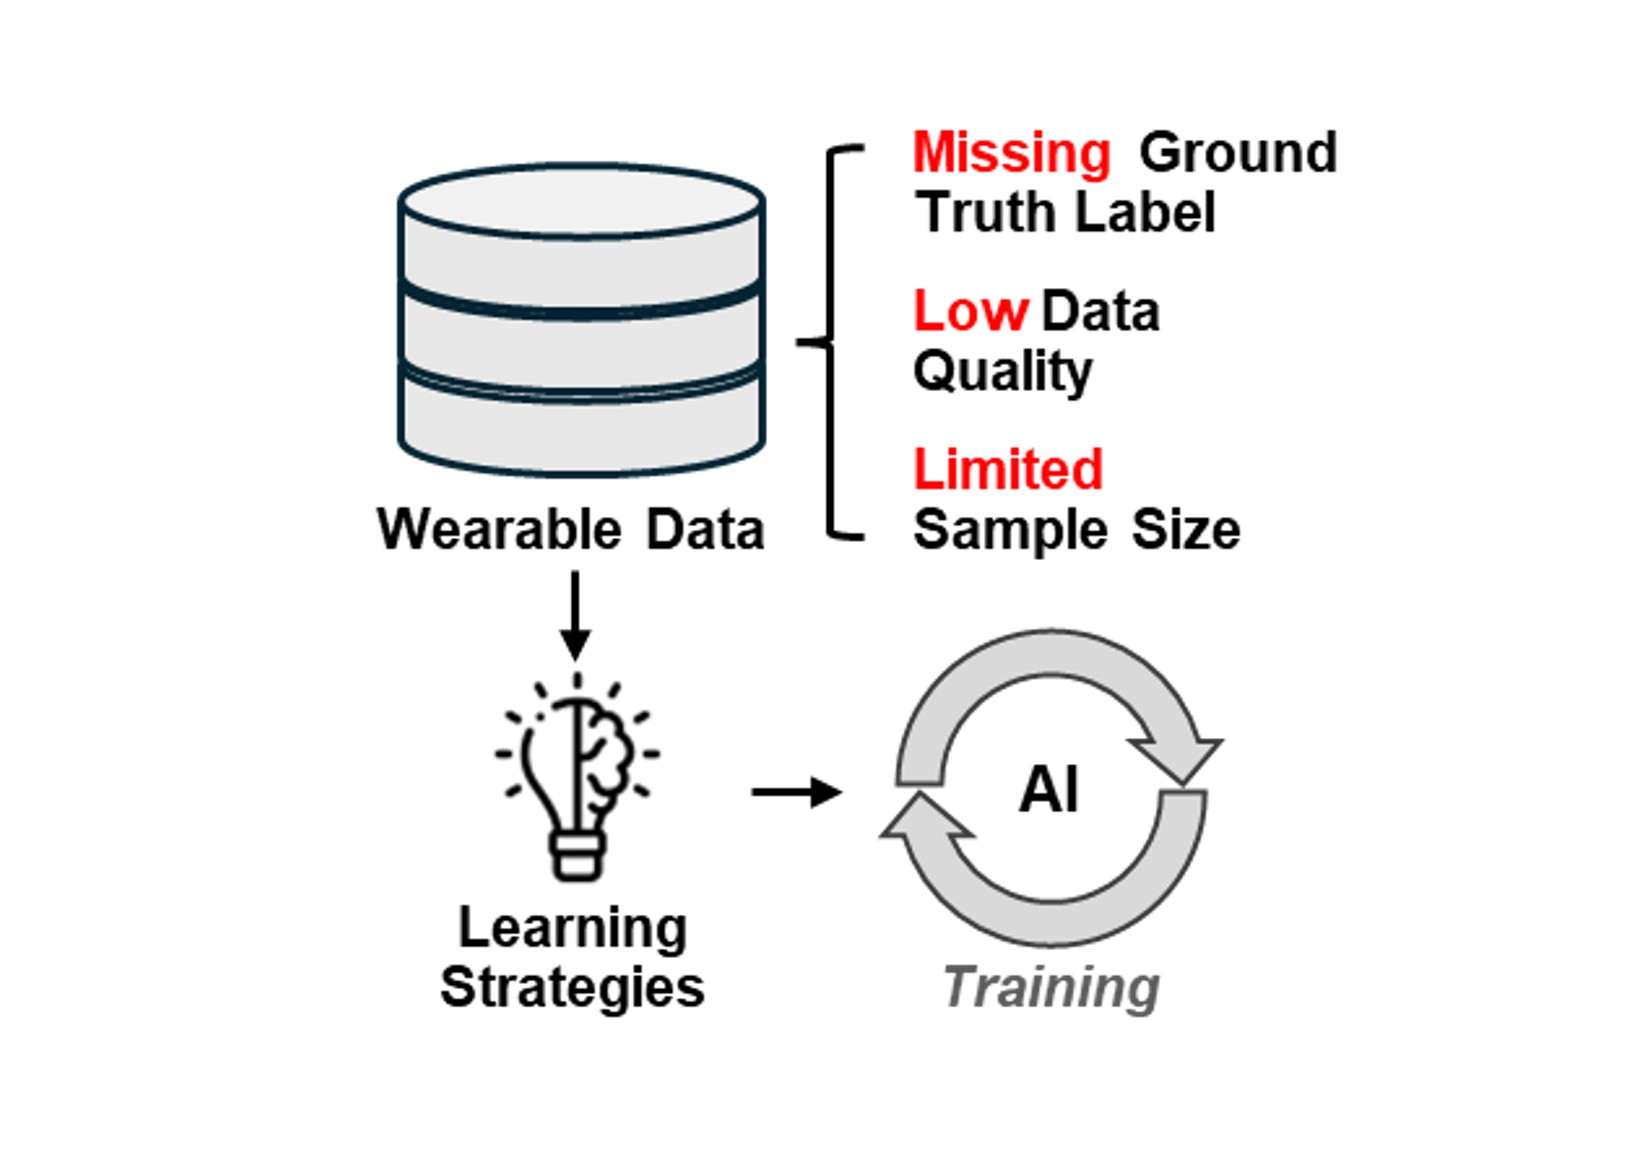 Missing Ground
Truth Label
Low Data
Quality
Limited
Sample Size
Wearable Data
AI
Learning
Strategies
Training